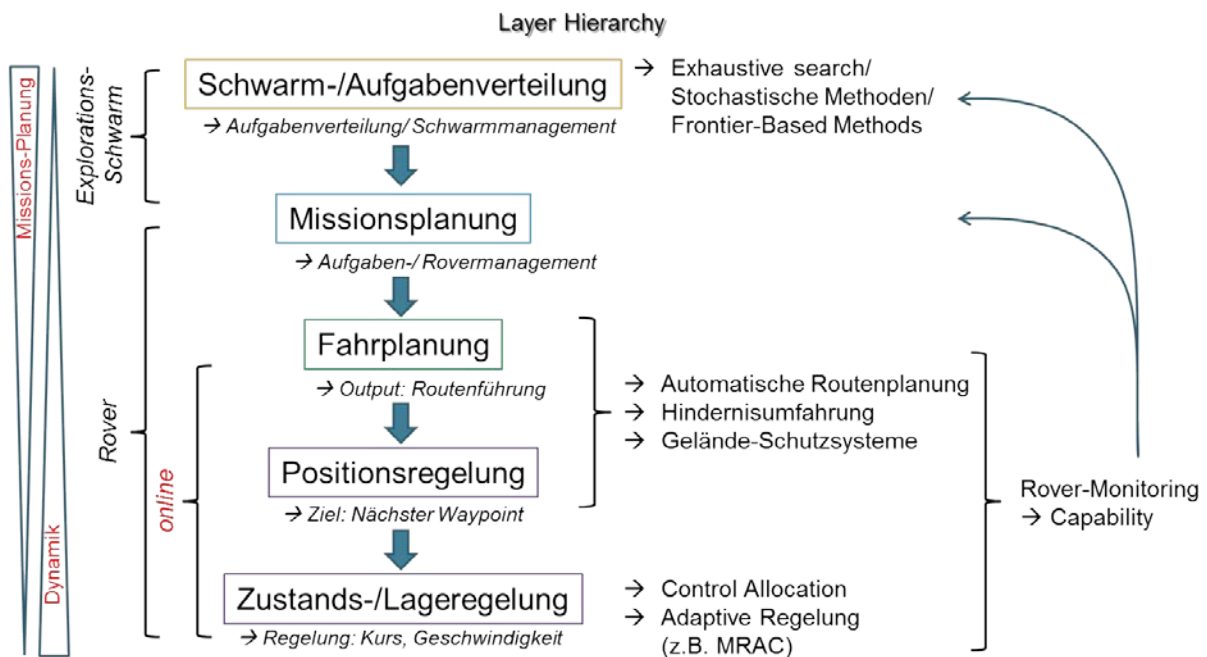 Layer Hierarchy
Missions-Planung
Dynamik
Explorations-
Schwarm
Rover
online
Schwarm-/Aufgabenverteilung
→ Aufgabenverteilung/ Schwarmmanagement
→ Exhaustive search/
Stochastische Methoden/
Frontier-Based Methods
Missionsplanung
→ Aufgaben-/ Rovermanagement
Fahrplanung
→ Output: Routenführung
→ Automatische Routenplanung
→ Hindernisumfahrung
→ Gelände-Schutzsysteme
Positionsregelung
→ Ziel: Nächster Waypoint
Rover-Monitoring
→ Capability
Zustands-/Lageregelung
→ Regelung: Kurs, Geschwindigkeit
→ Control Allocation
→ Adaptive Regelung
(z.B. MRAC)